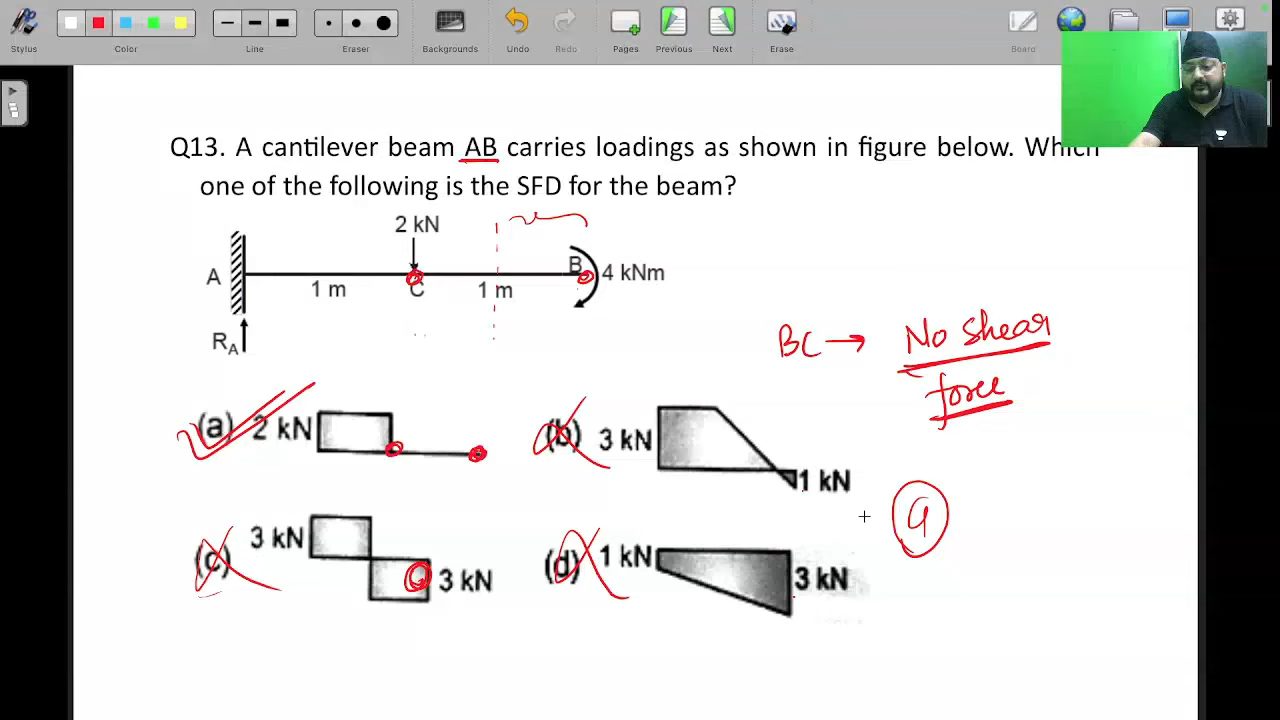 Stylus
Color
Line
Eraser
Backgrounds
Undo
Redo
Pages
Previous
Next
Erase
Board
Q13. A cantilever beam AB carries loadings as shown in figure below. Which
one of the following is the SFD for the beam?
2 kN
A
B
4 kNm
1 m
C
1 m
RA
BC → No shear
force
(a) 2 kN
(b) 3 kN
1 kN
(c) 3 kN
3 kN
(d) 1 kN
3 kN